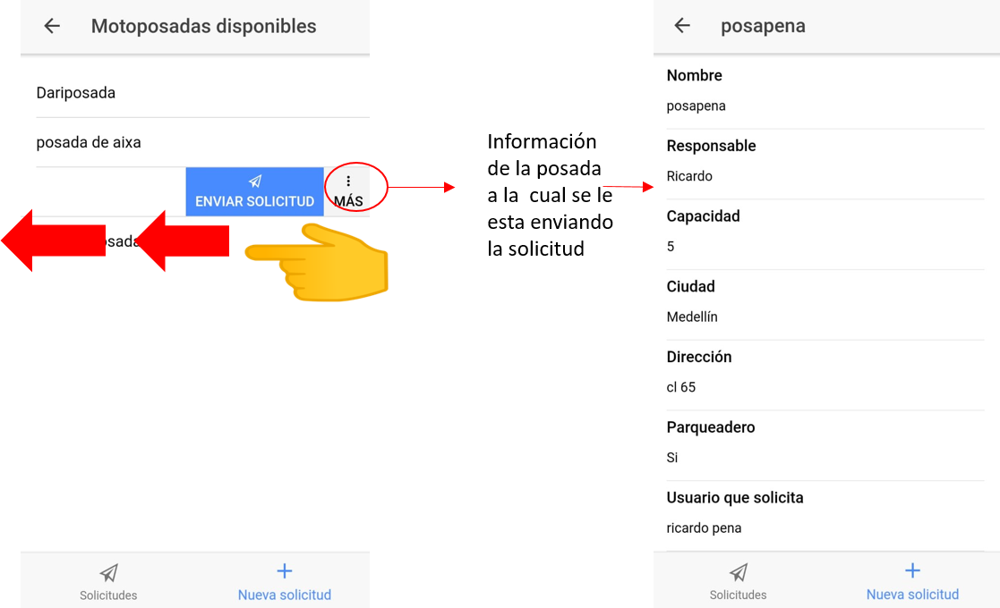 Motoposadas disponibles
Dariposada
posada de aixa
ENVIAR SOLICITUD
MÁS
osada
Solicitudes
Nueva solicitud
Información
de la posada
a la cual se le
esta enviando
la solicitud
posapena
Nombre
posapena
Responsable
Ricardo
Capacidad
5
Ciudad
Medellín
Dirección
cl 65
Parqueadero
Si
Usuario que solicita
ricardo pena
Solicitudes
Nueva solicitud